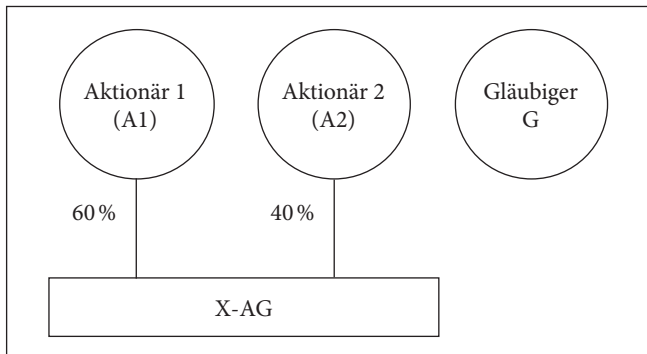 Aktionär 1
(A1)
Aktionär 2
(A2)
Gläubiger
G
60 %
40 %
X-AG